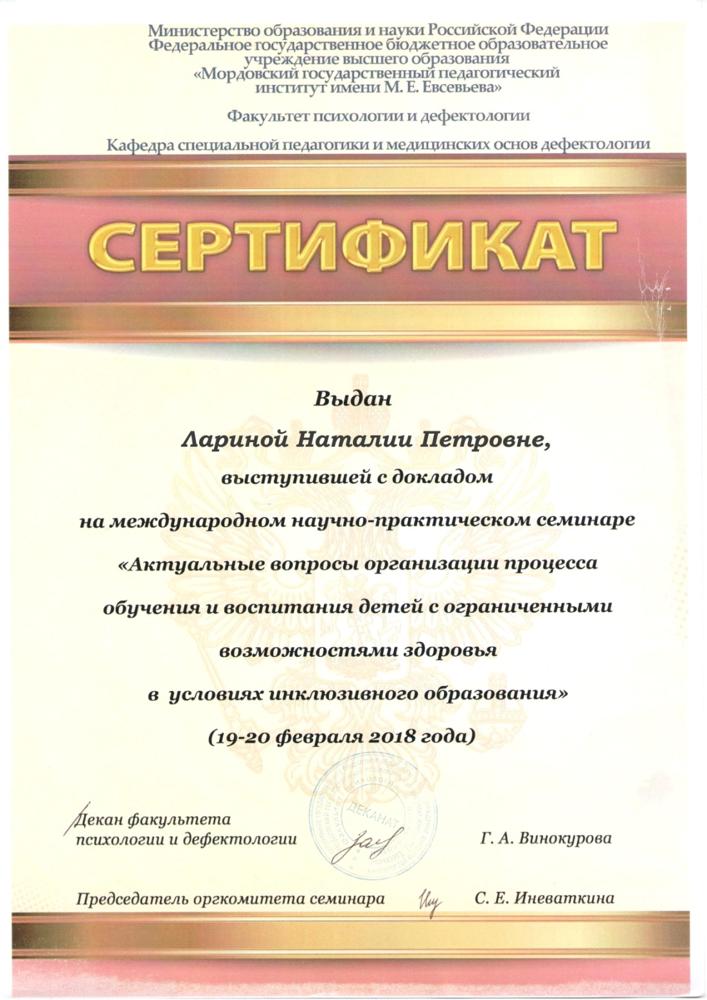 Министерство образования и науки Российской Федерации
Федеральное государственное бюджетное образовательное
учреждение высшего образования
«Мордовский государственный педагогический
институт имени М. Е. Евсевьева»
Факультет психологии и дефектологии
Кафедра специальной педагогики и медицинских основ дефектологии
СЕРТИФИКАТ
Выдан
Лариной Наталии Петровне,
выступившей с докладом
на международном научно-практическом семинаре
«Актуальные вопросы организации процесса
обучения и воспитания детей с ограниченными
возможностями здоровья
в условиях инклюзивного образования»
(19-20 февраля 2018 года)
ДЕКАНАТ
Декан факультета
психологии и дефектологии
Г. А. Винокурова
Председатель оргкомитета семинара
С. Е. Иневаткина